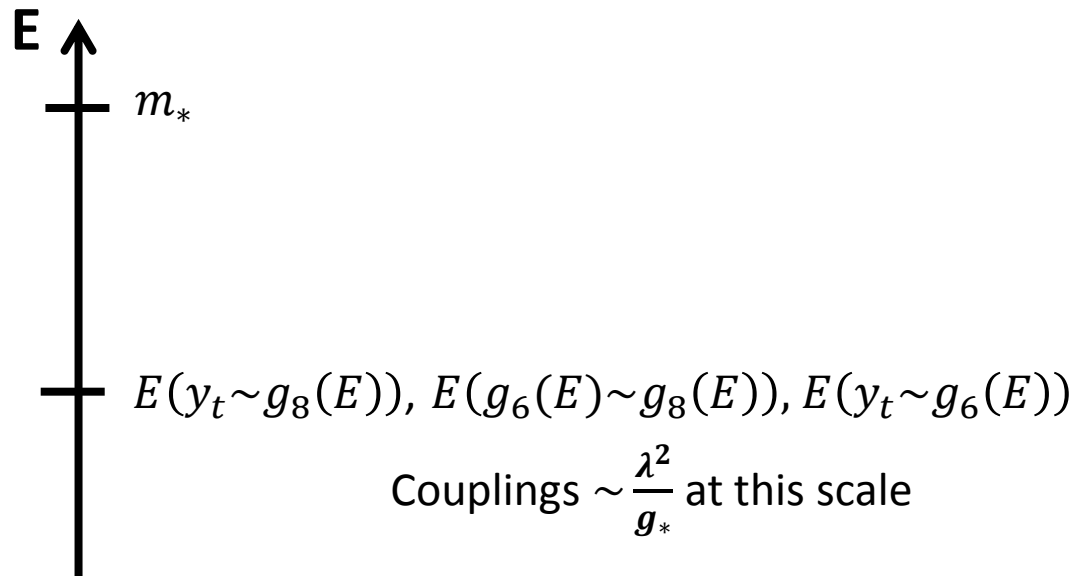 E
m_*
E(y_t~g_8(E)), E(g_6(E)~g_8(E)), E(y_t~g_6(E))
Couplings ~ λ²/g_* at this scale